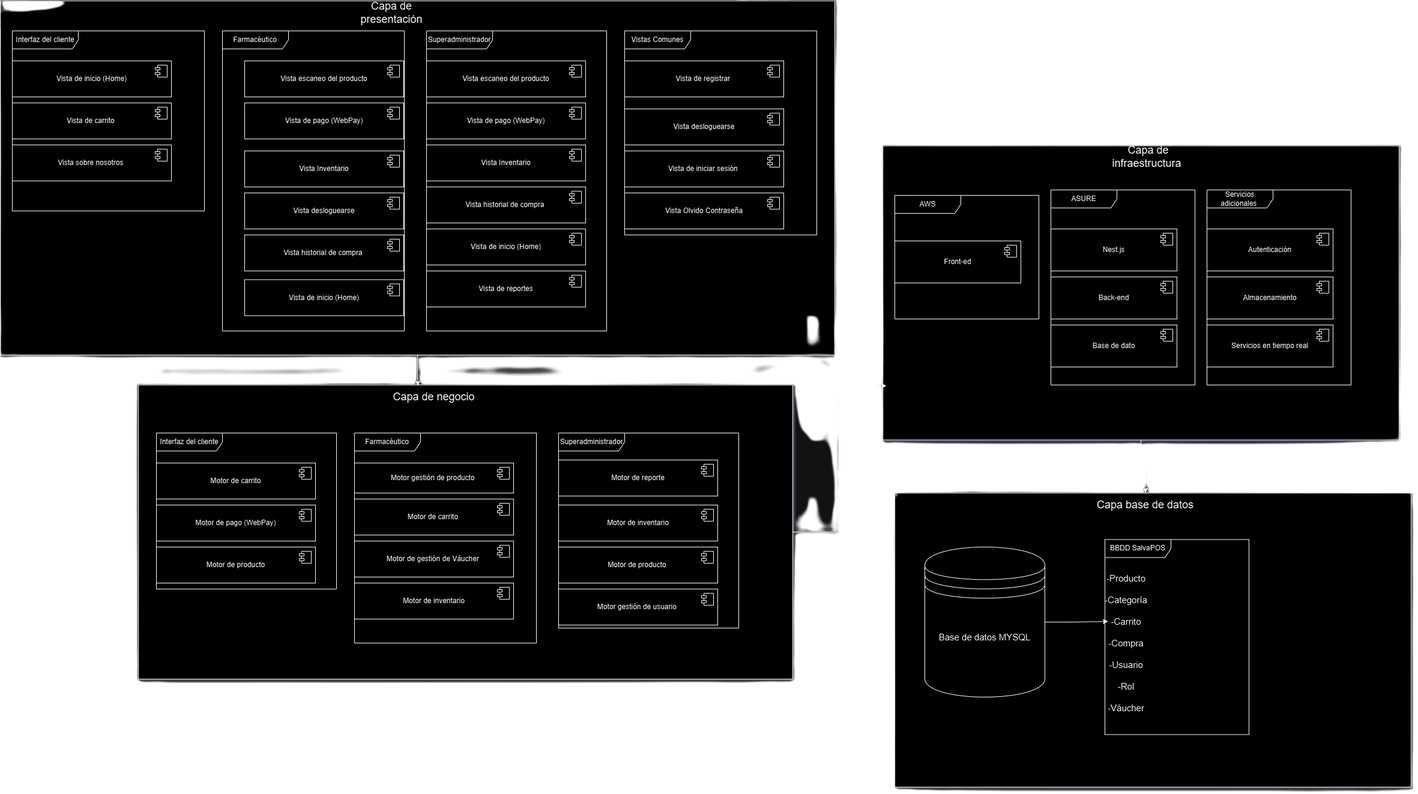 Capa de
presentación
Interfaz del cliente
Vista de inicio (Home)
Vista de carrito
Vista sobre nosotros
Farmacéutico
Vista escaneo del producto
Vista de pago (WebPay)
Vista Inventario
Vista desloguearse
Vista historial de compra
Vista de inicio (Home)
Superadministrador
Vista escaneo del producto
Vista de pago (WebPay)
Vista Inventario
Vista historial de compra
Vista de inicio (Home)
Vista de reportes
Vistas Comunes
Vista de registrar
Vista desloguearse
Vista de iniciar sesión
Vista Olvido Contraseña
Capa de negocio
Interfaz del cliente
Motor de carrito
Motor de pago (WebPay)
Motor de producto
Farmacéutico
Motor gestión de producto
Motor de carrito
Motor de gestión de Váucher
Motor de inventario
Superadministrador
Motor de reporte
Motor de inventario
Motor de producto
Motor gestión de usuario
Capa de
infraestructura
AWS
Front-ed
ASURE
Nest.js
Back-end
Base de dato
Servicios
adicionales
Autenticación
Almacenamiento
Servicios en tiempo real
Capa base de datos
Base de datos MYSQL
BBDD SalvaPOS
-Producto
-Categoría
-Carrito
-Compra
-Usuario
-Rol
-Váucher